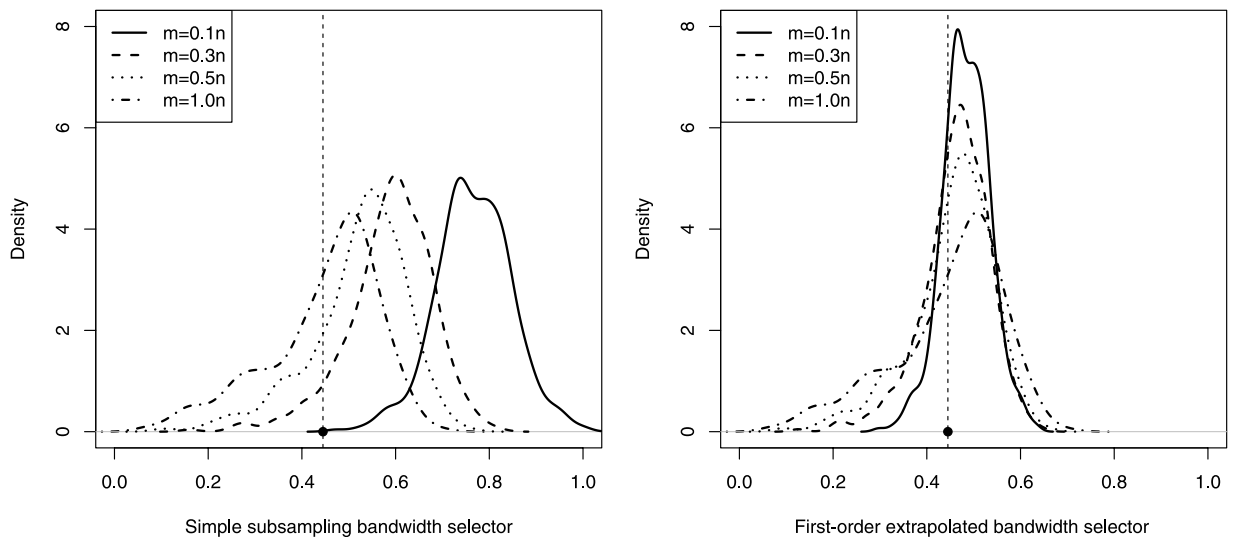 m=0.1n
m=0.3n
m=0.5n
m=1.0n
Density
0
2
4
6
8
0.0
0.2
0.4
0.6
0.8
1.0
Simple subsampling bandwidth selector
m=0.1n
m=0.3n
m=0.5n
m=1.0n
Density
0
2
4
6
8
0.0
0.2
0.4
0.6
0.8
1.0
First-order extrapolated bandwidth selector